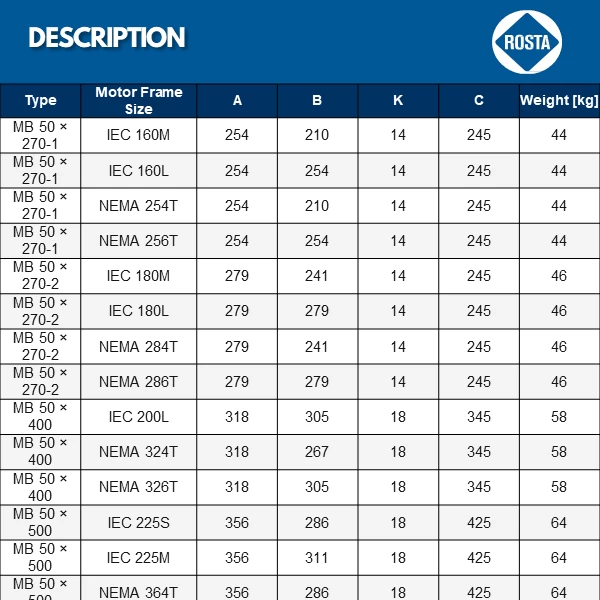 DESCRIPTION
ROSTA
Type Motor Frame Size A B K C Weight [kg]
MB 50 × 270-1 IEC 160M 254 210 14 245 44
MB 50 × 270-1 IEC 160L 254 254 14 245 44
MB 50 × 270-1 NEMA 254T 254 210 14 245 44
MB 50 × 270-1 NEMA 256T 254 254 14 245 44
MB 50 × 270-2 IEC 180M 279 241 14 245 46
MB 50 × 270-2 IEC 180L 279 279 14 245 46
MB 50 × 270-2 NEMA 284T 279 241 14 245 46
MB 50 × 270-2 NEMA 286T 279 279 14 245 46
MB 50 × 400 IEC 200L 318 305 18 345 58
MB 50 × 400 NEMA 324T 318 267 18 345 58
MB 50 × 400 NEMA 326T 318 305 18 345 58
MB 50 × 500 IEC 225S 356 286 18 425 64
MB 50 × 500 IEC 225M 356 311 18 425 64
MB 50 × 500 NEMA 364T 356 286 18 425 64